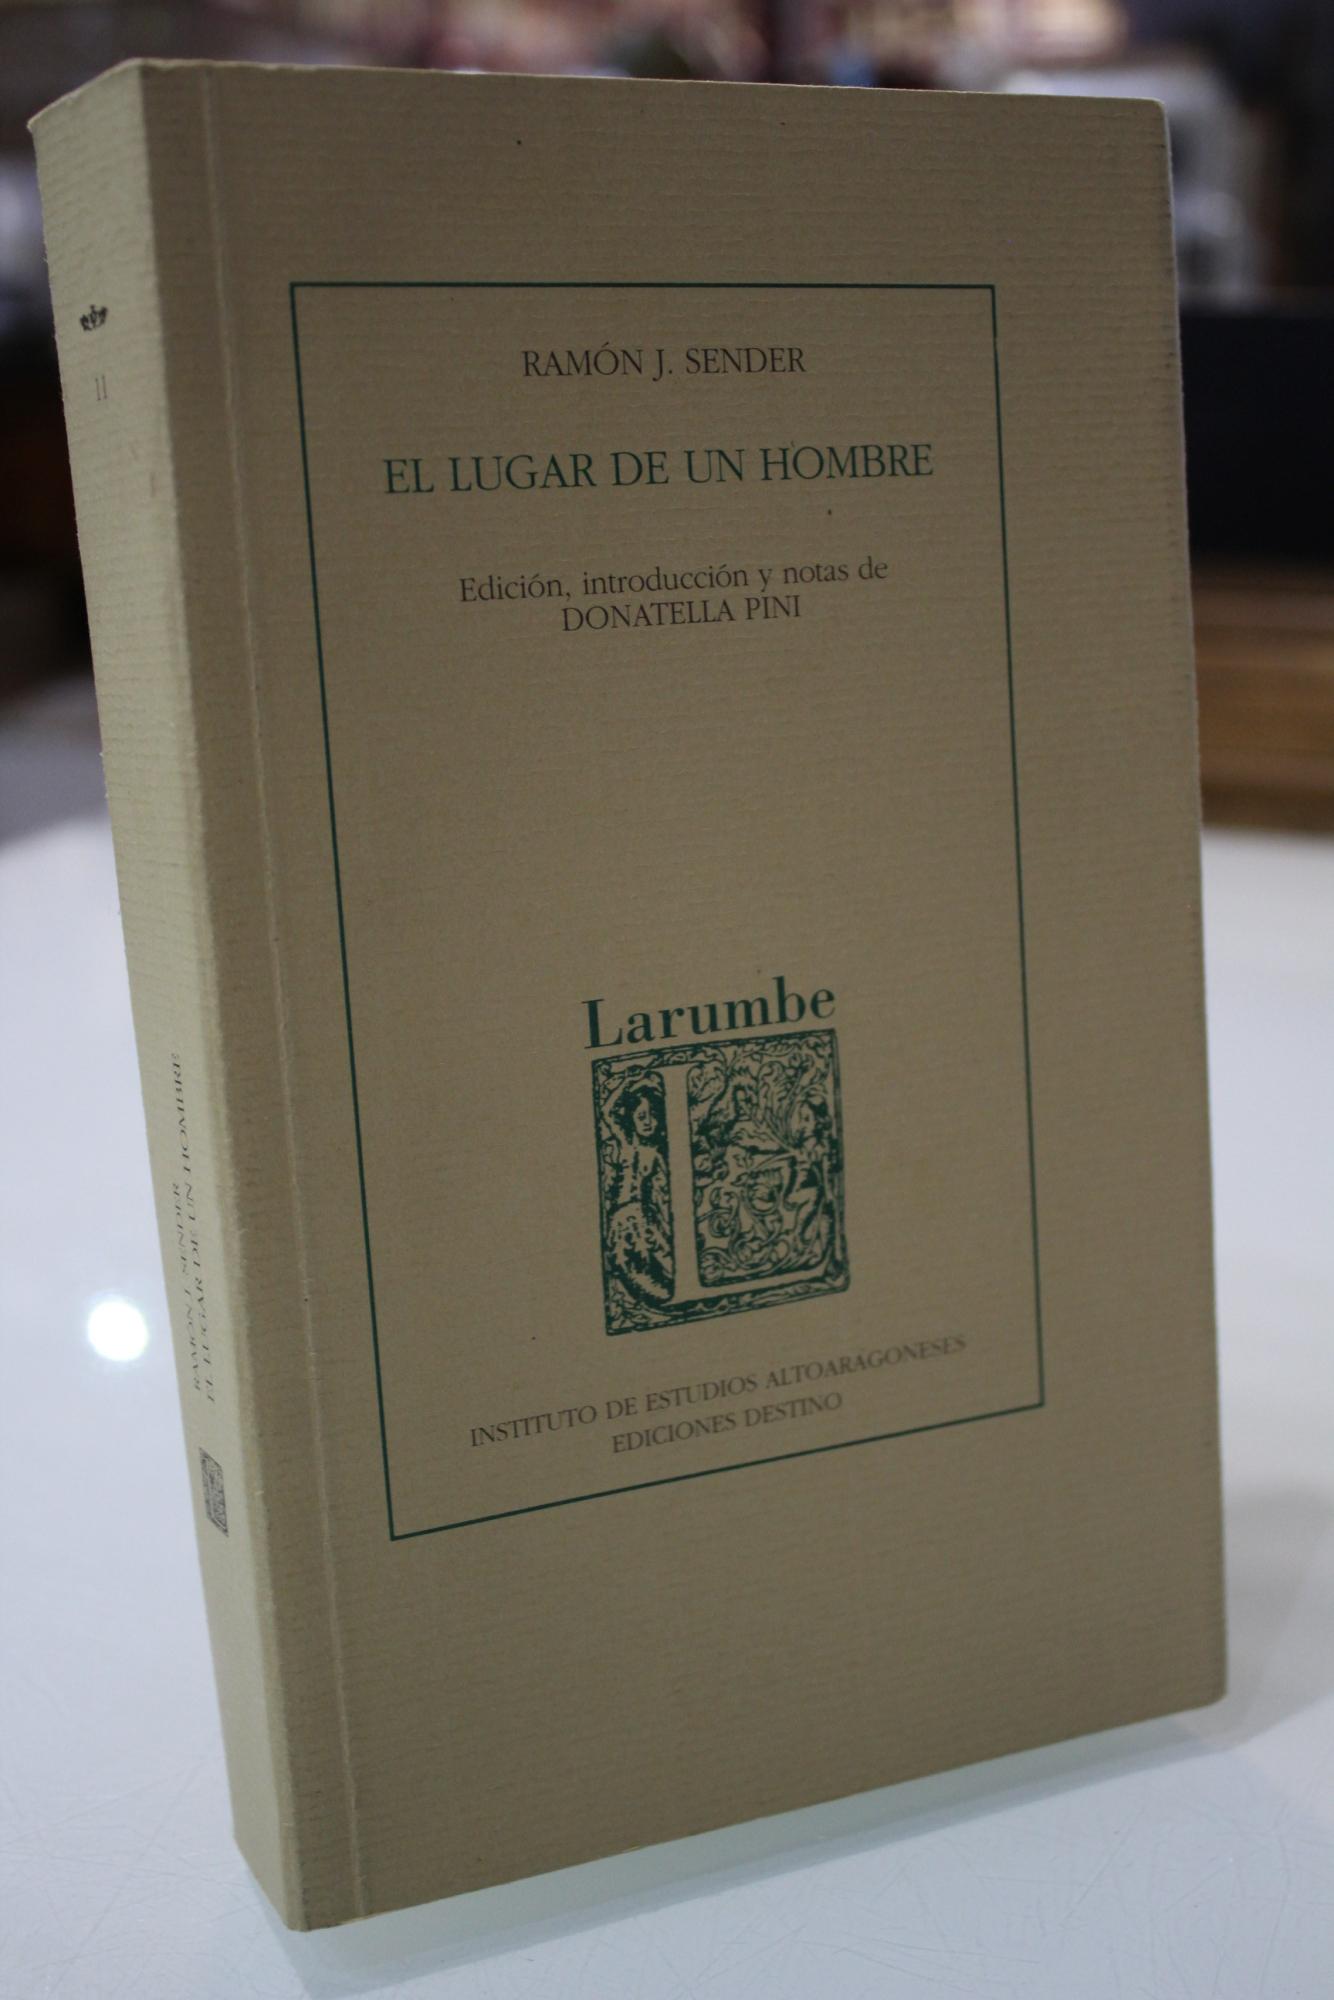 RAMÓN J. SENDER
EL LUGAR DE UN HOMBRE
Edición, introducción y notas de
DONATELLA PINI
Larumbe
L
INSTITUTO DE ESTUDIOS ALTOARAGONESES
EDICIONES DESTINO
11
RAMÓN J. SENDER
EL LUGAR DE UN HOMBRE